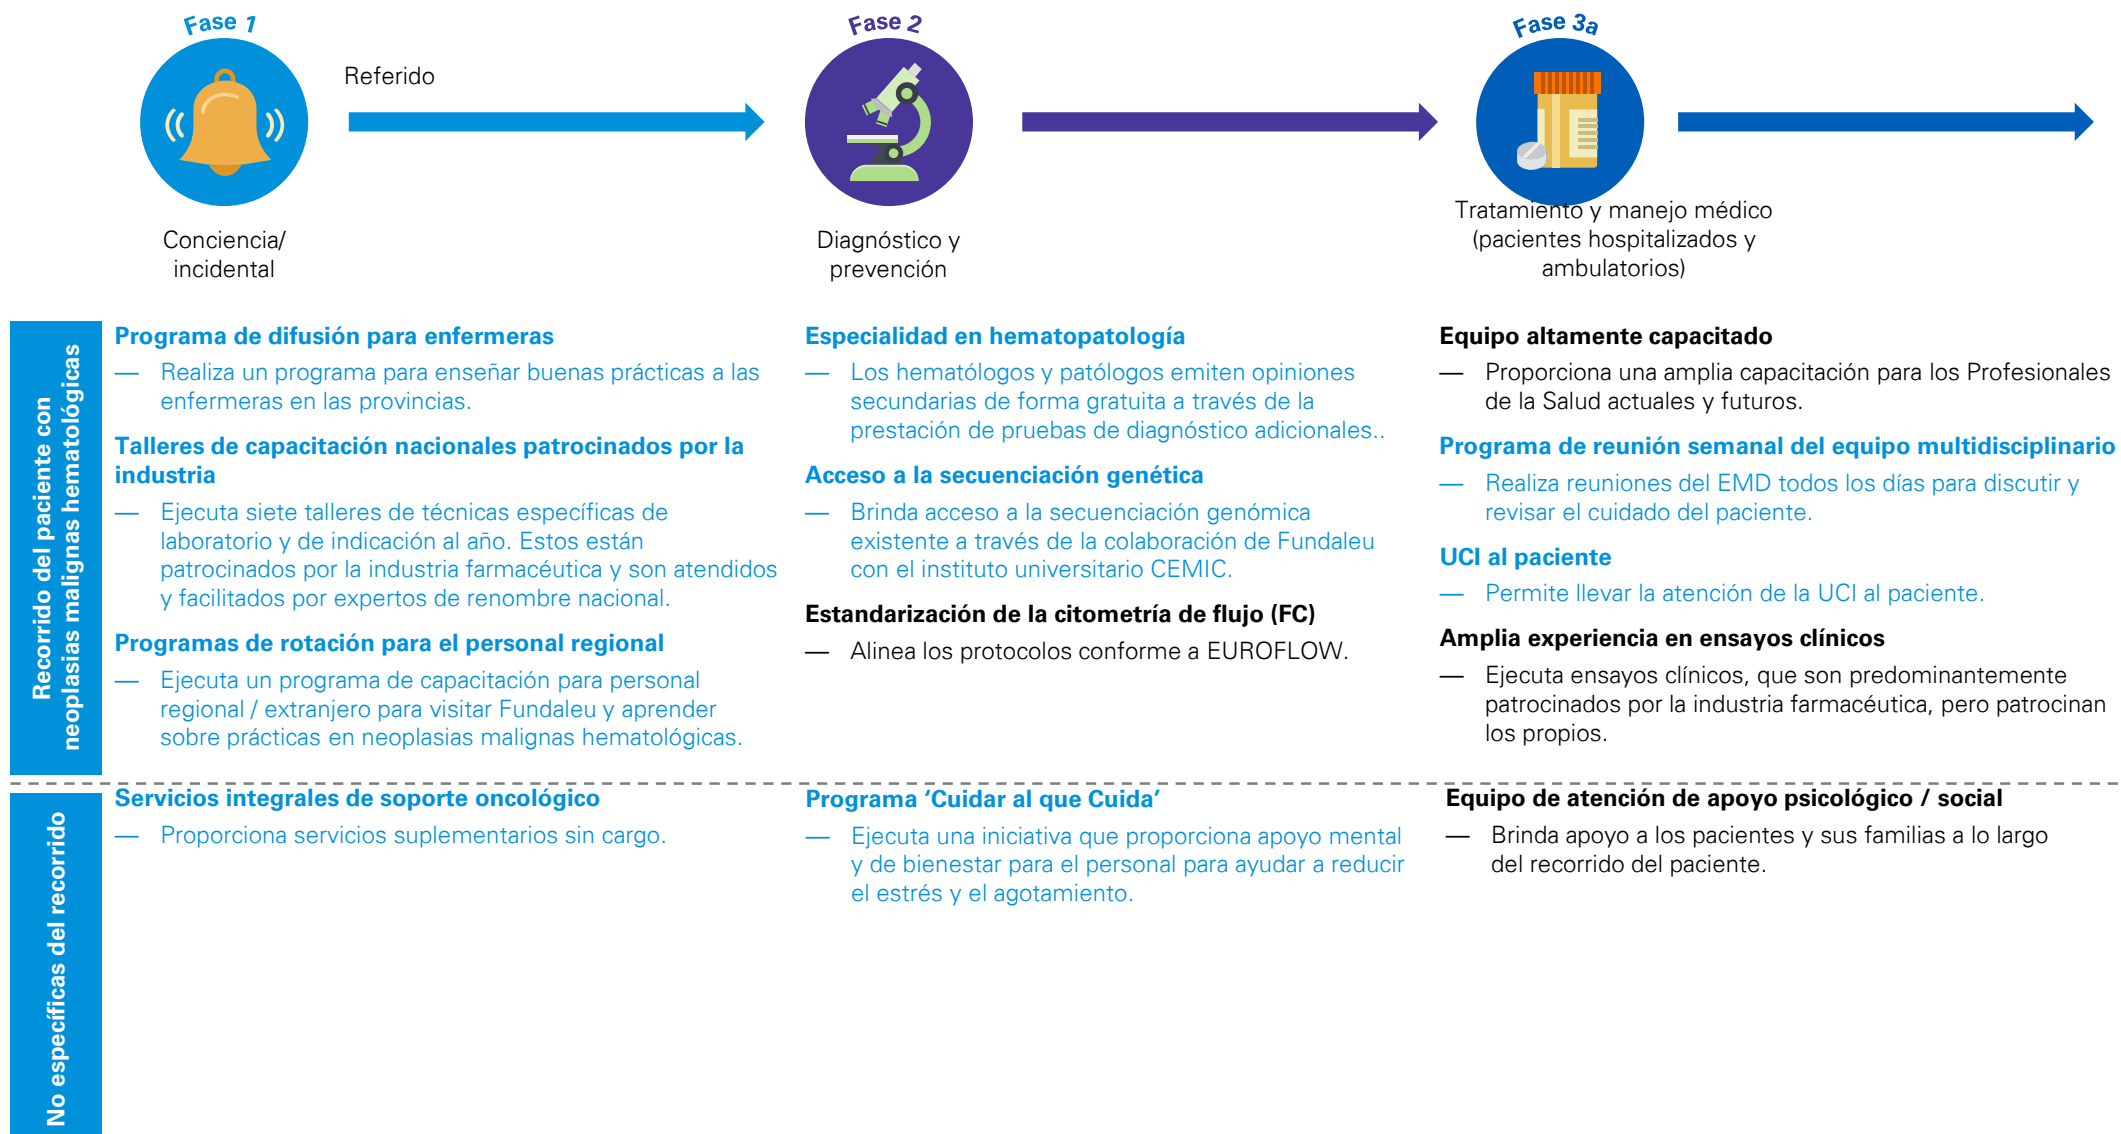 Fase 1
Referido
Conciencia/
incidental
Fase 2
Diagnóstico y
prevención
Fase 3a
Tratamiento y manejo médico
(pacientes hospitalizados y
ambulatorios)
Recorrido del paciente con
neoplasias malignas hematológicas
Programa de difusión para enfermeras
— Realiza un programa para enseñar buenas prácticas a las
enfermeras en las provincias.
Talleres de capacitación nacionales patrocinados por la
industria
— Ejecuta siete talleres de técnicas específicas de
laboratorio y de indicación al año. Estos están
patrocinados por la industria farmacéutica y son atendidos
y facilitados por expertos de renombre nacional.
Programas de rotación para el personal regional
— Ejecuta un programa de capacitación para personal
regional / extranjero para visitar Fundaleu y aprender
sobre prácticas en neoplasias malignas hematológicas.
Especialidad en hematopatología
— Los hematólogos y patólogos emiten opiniones
secundarias de forma gratuita a través de la
prestación de pruebas de diagnóstico adicionales..
Acceso a la secuenciación genética
— Brinda acceso a la secuenciación genómica
existente a través de la colaboración de Fundaleu
con el instituto universitario CEMIC.
Estandarización de la citometría de flujo (FC)
— Alinea los protocolos conforme a EUROFLOW.
Equipo altamente capacitado
— Proporciona una amplia capacitación para los Profesionales
de la Salud actuales y futuros.
Programa de reunión semanal del equipo multidisciplinario
— Realiza reuniones del EMD todos los días para discutir y
revisar el cuidado del paciente.
UCI al paciente
— Permite llevar la atención de la UCI al paciente.
Amplia experiencia en ensayos clínicos
— Ejecuta ensayos clínicos, que son predominantemente
patrocinados por la industria farmacéutica, pero patrocinan
los propios.
No específicas del recorrido
Servicios integrales de soporte oncológico
— Proporciona servicios suplementarios sin cargo.
Programa ‘Cuidar al que Cuida’
— Ejecuta una iniciativa que proporciona apoyo mental
y de bienestar para el personal para ayudar a reducir
el estrés y el agotamiento.
Equipo de atención de apoyo psicológico / social
— Brinda apoyo a los pacientes y sus familias a lo largo
del recorrido del paciente.